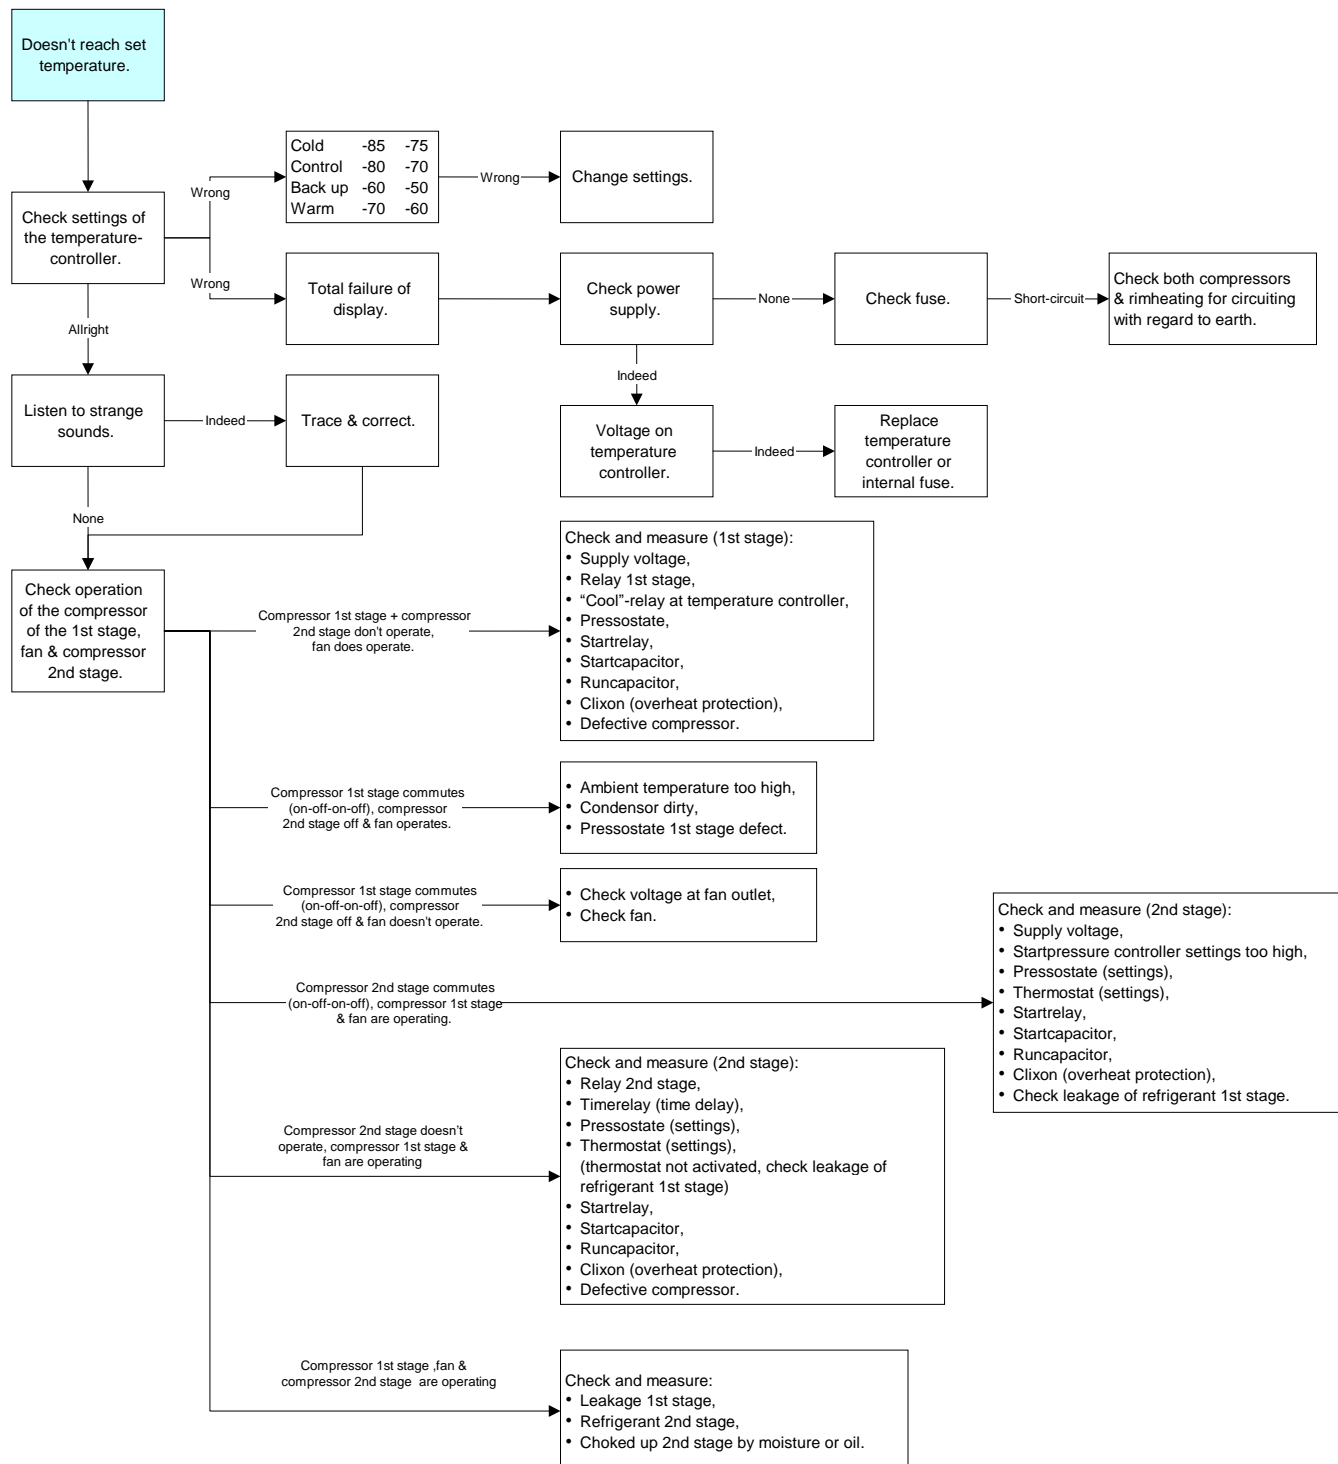 Doesn't reach set
temperature.
Cold -85 -75
Control -80 -70
Back up -60 -50
Warm -70 -60
Wrong
Wrong
Change settings.
Check settings of
the temperature-
controller.
Wrong
Total failure of
display.
Check power
supply.
None
Check fuse.
Short-circuit
Check both compressors
& rimheating for circuiting
with regard to earth.
Allright
Indeed
Listen to strange
sounds.
Indeed
Trace & correct.
Voltage on
temperature
controller.
Indeed
Replace
temperature
controller or
internal fuse.
None
Check operation
of the compressor
of the 1st stage,
fan & compressor
2nd stage.
Compressor 1st stage + compressor
2nd stage don't operate,
fan does operate.
Check and measure (1st stage):
• Supply voltage,
• Relay 1st stage,
• “Cool”-relay at temperature controller,
• Pressostate,
• Startrelay,
• Startcapacitor,
• Runcapacitor,
• Clixon (overheat protection),
• Defective compressor.
Compressor 1st stage commutes
(on-off-on-off), compressor
2nd stage off & fan operates.
• Ambient temperature too high,
• Condensor dirty,
• Pressostate 1st stage defect.
Compressor 1st stage commutes
(on-off-on-off), compressor
2nd stage off & fan doesn't operate.
• Check voltage at fan outlet,
• Check fan.
Compressor 2nd stage commutes
(on-off-on-off), compressor 1st stage
& fan are operating.
Check and measure (2nd stage):
• Supply voltage,
• Startpressure controller settings too high,
• Pressostate (settings),
• Thermostat (settings),
• Startrelay,
• Startcapacitor,
• Runcapacitor,
• Clixon (overheat protection),
• Check leakage of refrigerant 1st stage.
Compressor 2nd stage doesn't
operate, compressor 1st stage &
fan are operating
Check and measure (2nd stage):
• Relay 2nd stage,
• Timerelay (time delay),
• Pressostate (settings),
• Thermostat (settings),
(thermostat not activated, check leakage of
refrigerant 1st stage)
• Startrelay,
• Startcapacitor,
• Runcapacitor,
• Clixon (overheat protection),
• Defective compressor.
Compressor 1st stage ,fan &
compressor 2nd stage are operating
Check and measure:
• Leakage 1st stage,
• Refrigerant 2nd stage,
• Choked up 2nd stage by moisture or oil.